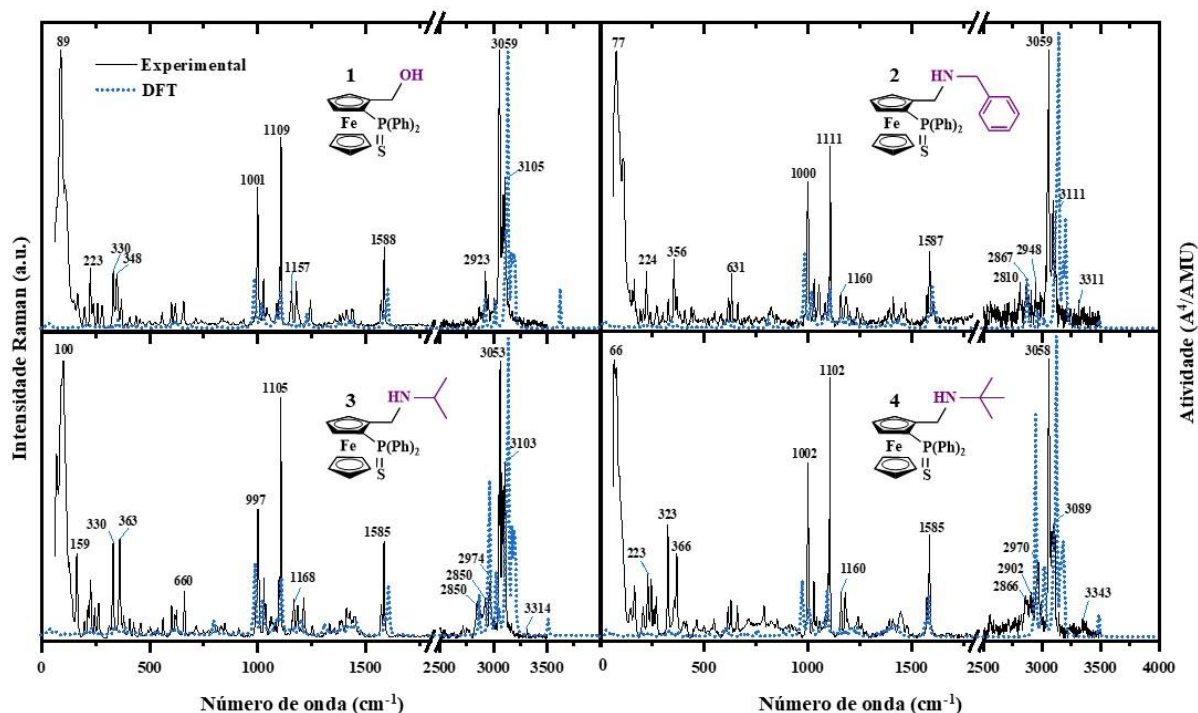 89
Experimental
DFT
1
OH
Fe
P(Ph)2
S
1001
1109
223
330
348
1157
1588
2923
3059
3105
77
2
HN
Fe
P(Ph)2
S
1000
1111
224
356
631
1160
1587
2867
2810
2948
3059
3111
3311
100
3
HN
Fe
P(Ph)2
S
159
330
363
660
997
1105
1168
1585
2850
2850
2974
3053
3103
3314
66
4
HN
Fe
P(Ph)2
S
223
323
366
1002
1102
1160
1585
2866
2902
2970
3058
3089
3343
Intensidade Raman (a.u.)
Atividade (A⁴/AMU)
0 500 1000 1500 2500 3000 3500
0 500 1000 1500 2500 3000 3500 4000
Número de onda (cm⁻¹)
Número de onda (cm⁻¹)